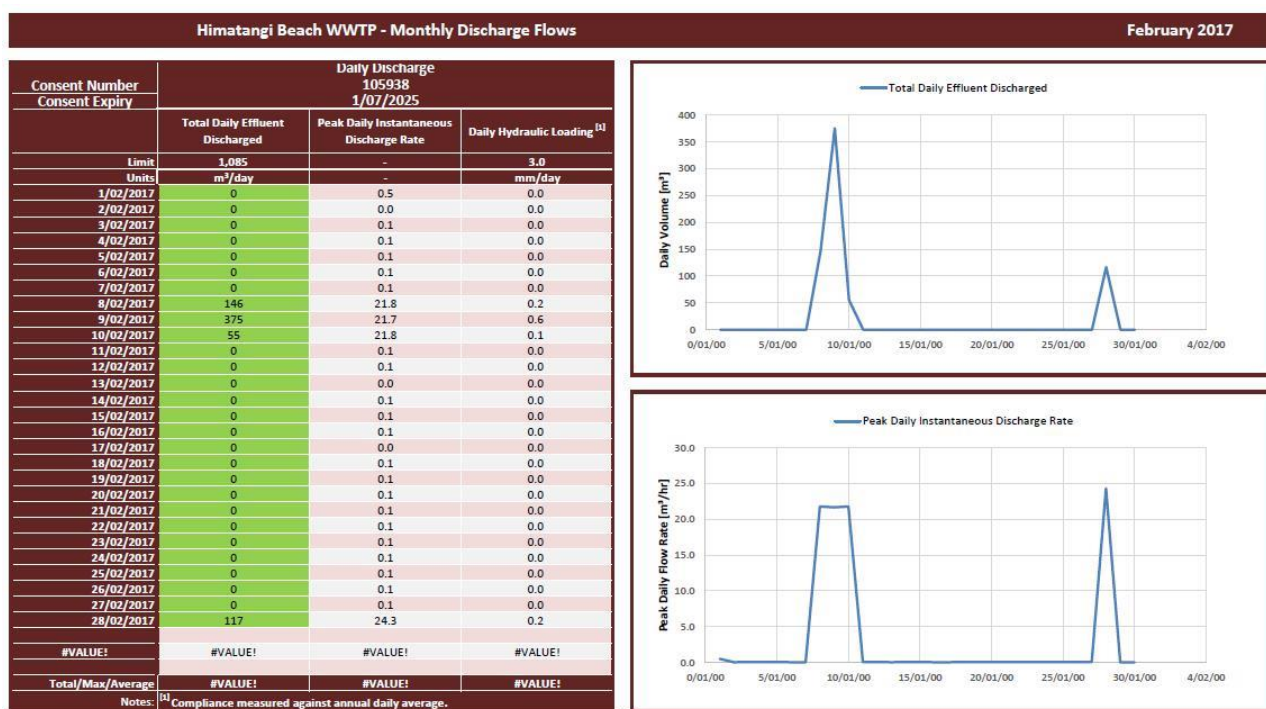 Himatangi Beach WWTP - Monthly Discharge Flows February 2017
Daily Discharge
Consent Number 105938
Consent Expiry 1/07/2025
Total Daily Effluent Discharged Peak Daily Instantaneous Discharge Rate Daily Hydraulic Loading [1]
Limit 1,085 - 3.0
Units m³/day - mm/day
1/02/2017 0 0.5 0.0
2/02/2017 0 0.0 0.0
3/02/2017 0 0.1 0.0
4/02/2017 0 0.1 0.0
5/02/2017 0 0.1 0.0
6/02/2017 0 0.1 0.0
7/02/2017 0 0.1 0.0
8/02/2017 146 21.8 0.2
9/02/2017 375 21.7 0.6
10/02/2017 55 21.8 0.1
11/02/2017 0 0.1 0.0
12/02/2017 0 0.1 0.0
13/02/2017 0 0.0 0.0
14/02/2017 0 0.1 0.0
15/02/2017 0 0.1 0.0
16/02/2017 0 0.1 0.0
17/02/2017 0 0.0 0.0
18/02/2017 0 0.1 0.0
19/02/2017 0 0.1 0.0
20/02/2017 0 0.1 0.0
21/02/2017 0 0.1 0.0
22/02/2017 0 0.1 0.0
23/02/2017 0 0.1 0.0
24/02/2017 0 0.1 0.0
25/02/2017 0 0.1 0.0
26/02/2017 0 0.1 0.0
27/02/2017 0 0.1 0.0
28/02/2017 117 24.3 0.2
#VALUE! #VALUE! #VALUE! #VALUE!
Total/Max/Average #VALUE! #VALUE! #VALUE!
Notes: [1] Compliance measured against annual daily average.
Total Daily Effluent Discharged
Daily Volume [m³]
400
350
300
250
200
150
100
50
0
0/01/00 5/01/00 10/01/00 15/01/00 20/01/00 25/01/00 30/01/00 4/02/00
Peak Daily Instantaneous Discharge Rate
Peak Daily Flow Rate [m³/hr]
30.0
25.0
20.0
15.0
10.0
5.0
0.0
0/01/00 5/01/00 10/01/00 15/01/00 20/01/00 25/01/00 30/01/00 4/02/00